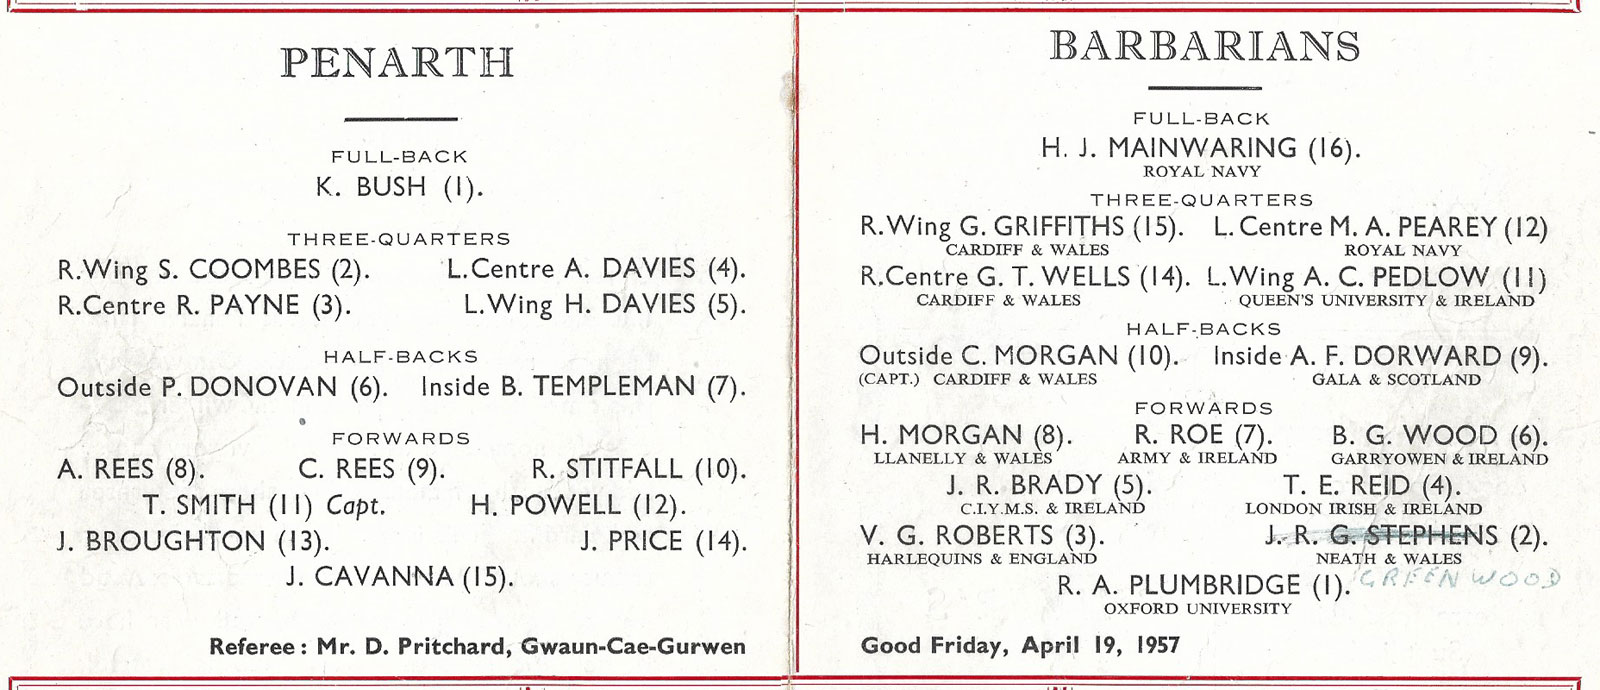 PENARTH
FULL-BACK
K. BUSH (1).
THREE-QUARTERS
R.Wing S. COOMBES (2). L.Centre A. DAVIES (4).
R.Centre R. PAYNE (3). L.Wing H. DAVIES (5).
HALF-BACKS
Outside P. DONOVAN (6). Inside B. TEMPLEMAN (7).
FORWARDS
A. REES (8). C. REES (9). R. STITFALL (10).
T. SMITH (11) Capt. H. POWELL (12).
J. BROUGHTON (13). J. PRICE (14).
J. CAVANNA (15).
Referee: Mr. D. Pritchard, Gwaun-Cae-Gurwen
BARBARIANS
FULL-BACK
H. J. MAINWARING (16).
ROYAL NAVY
THREE-QUARTERS
R.Wing G. GRIFFITHS (15). L.Centre M. A. PEAREY (12)
CARDIFF & WALES ROYAL NAVY
R.Centre G. T. WELLS (14). L.Wing A. C. PEDLOW (11)
CARDIFF & WALES QUEEN'S UNIVERSITY & IRELAND
HALF-BACKS
Outside C. MORGAN (10). Inside A. F. DORWARD (9).
(CAPT.) CARDIFF & WALES GALA & SCOTLAND
FORWARDS
H. MORGAN (8). R. ROE (7). B. G. WOOD (6).
LLANELLY & WALES ARMY & IRELAND GARRYOWEN & IRELAND
J. R. BRADY (5). T. E. REID (4).
C.I.Y.M.S. & IRELAND LONDON IRISH & IRELAND
V. G. ROBERTS (3). J. R. G. STEPHENS (2).
HARLEQUINS & ENGLAND NEATH & WALES
R. A. PLUMBRIDGE (1). GREENWOOD
OXFORD UNIVERSITY
Good Friday, April 19, 1957